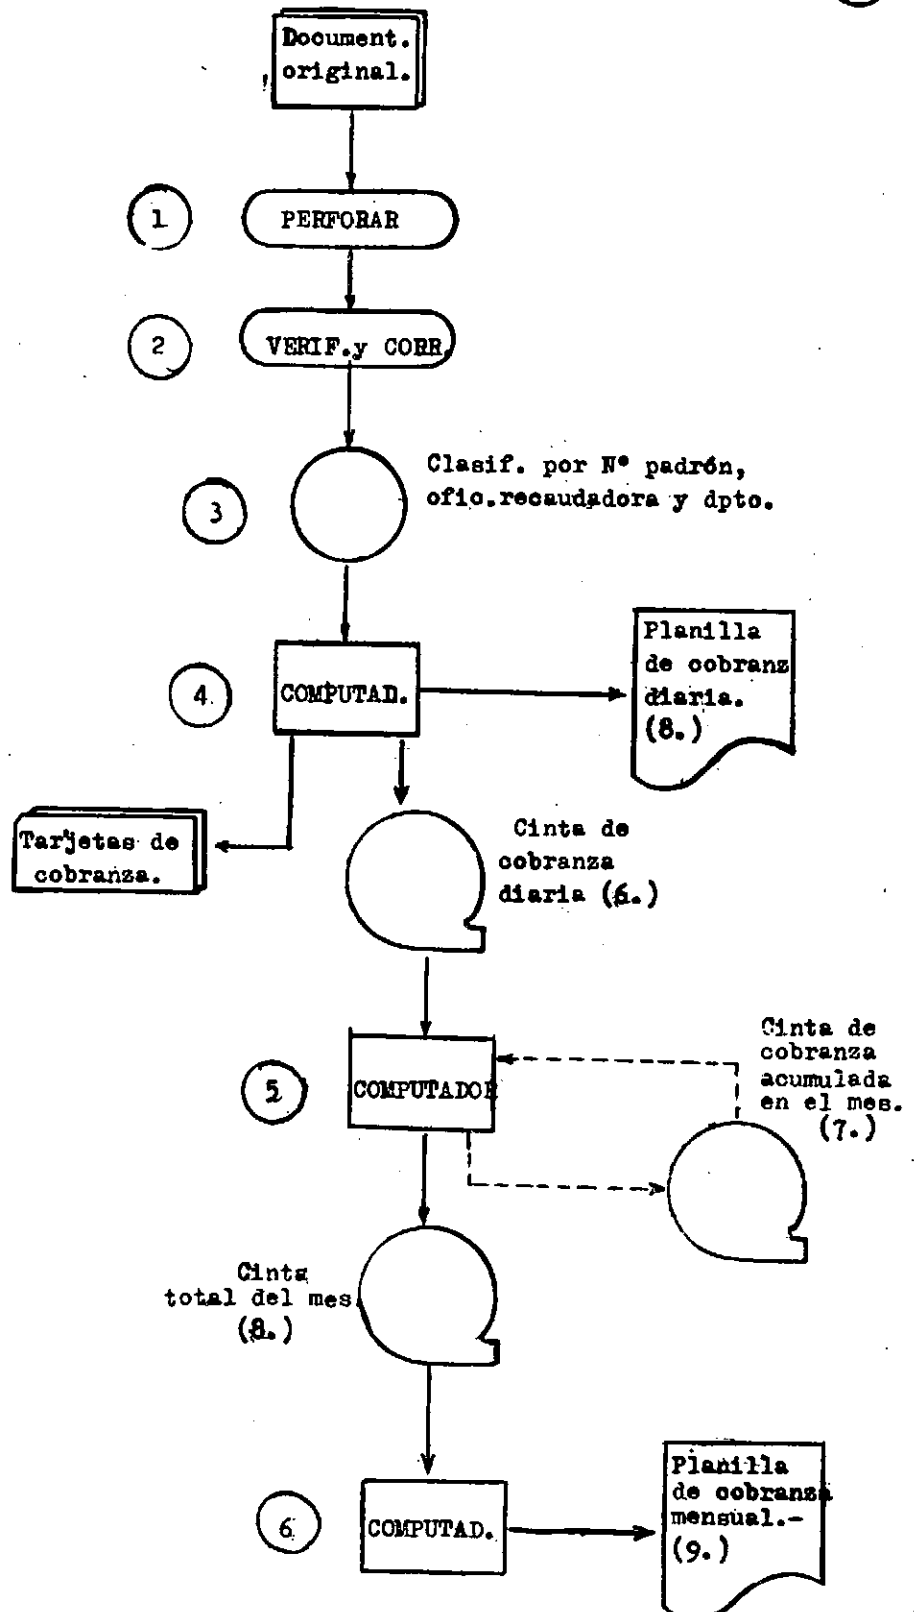 Document.
original.
1
PERFORAR
2
VERIF.y CORR.
3
Clasif. por Nº padrón,
ofic.recaudadora y dpto.
4
COMPUTAD.
Planilla
de cobranz
diaria.
(8.)
Tarjetas de
cobranza.
Cinta de
cobranza
diaria (6.)
5
COMPUTADOR
Cinta de
cobranza
acumulada
en el mes.
(7.)
Cinta
total del mes.
(8.)
6
COMPUTAD.
Planilla
de cobranza
mensual.-
(9.)